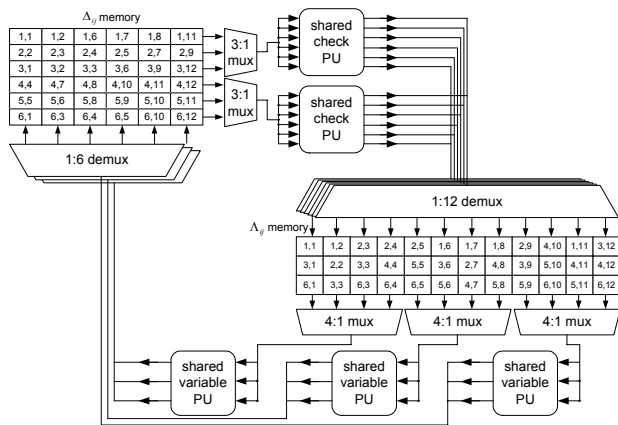 Δij memory
1,1 1,2 1,6 1,7 1,8 1,11
2,2 2,3 2,4 2,5 2,7 2,9
3,1 3,2 3,3 3,6 3,9 3,12
4,4 4,7 4,8 4,10 4,11 4,12
5,5 5,6 5,8 5,9 5,10 5,11
6,1 6,3 6,4 6,5 6,10 6,12
3:1
mux
3:1
mux
shared
check
PU
shared
check
PU
1:6 demux
1:12 demux
Λij memory
1,1 1,2 2,3 2,4 2,5 1,6 1,7 1,8 2,9 4,10 1,11 3,12
3,1 2,2 3,3 4,4 5,5 3,6 2,7 4,8 3,9 5,10 4,11 4,12
6,1 3,2 6,3 6,4 6,5 5,6 4,7 5,8 5,9 6,10 5,11 6,12
4:1 mux
4:1 mux
4:1 mux
shared
variable
PU
shared
variable
PU
shared
variable
PU